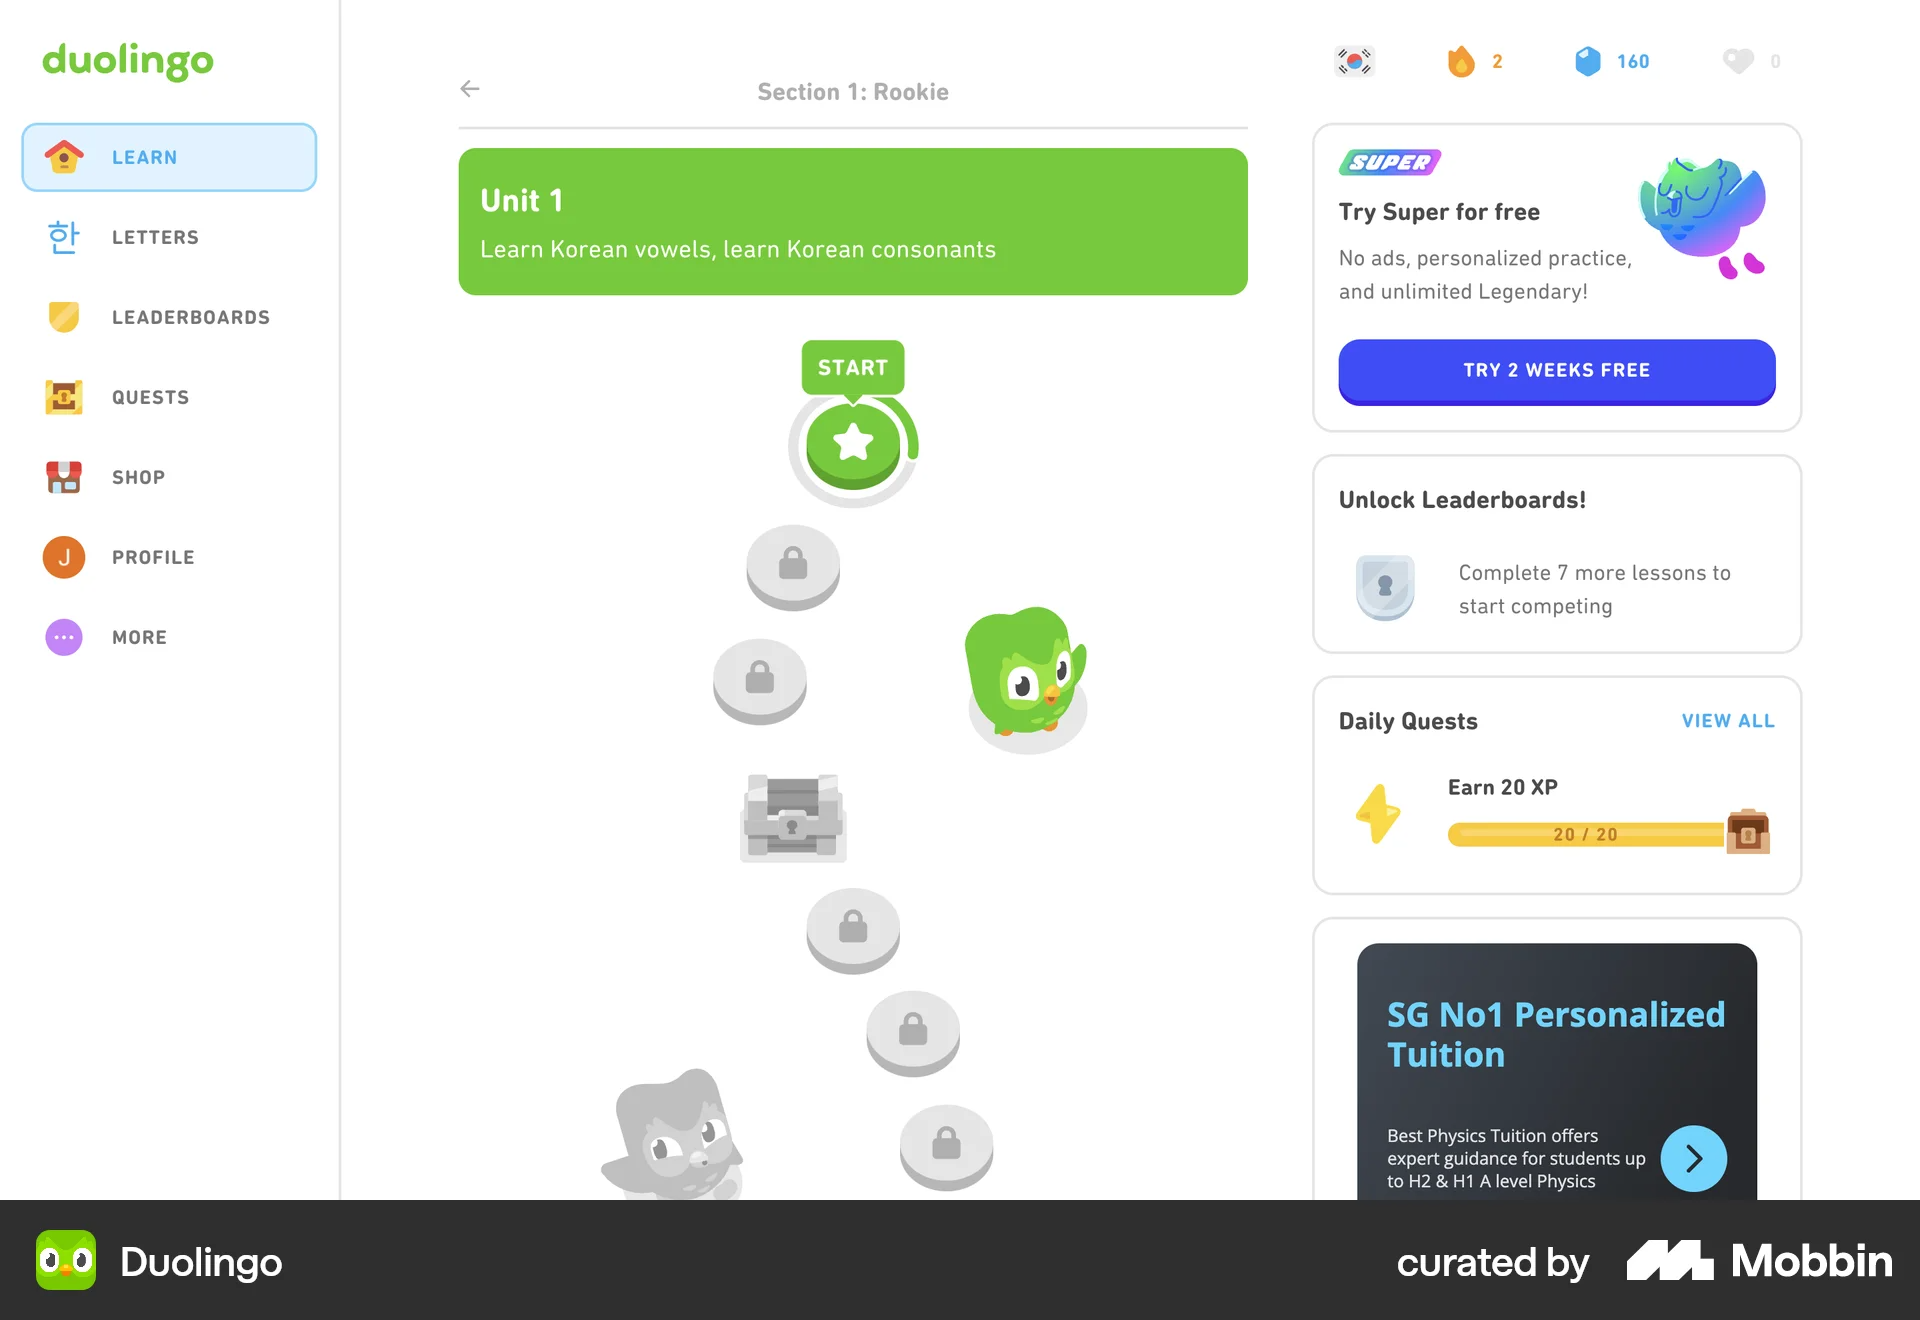 duolingo
LEARN
한
LETTERS
LEADERBOARDS
QUESTS
SHOP
J
PROFILE
MORE
Section 1: Rookie
Unit 1
Learn Korean vowels, learn Korean consonants
START
2
160
0
SUPER
Try Super for free
No ads, personalized practice,
and unlimited Legendary!
TRY 2 WEEKS FREE
Unlock Leaderboards!
Complete 7 more lessons to
start competing
Daily Quests
VIEW ALL
Earn 20 XP
20 / 20
SG No1 Personalized
Tuition
Best Physics Tuition offers
expert guidance for students up
to H2 & H1 A level Physics
Duolingo
curated by
Mobbin